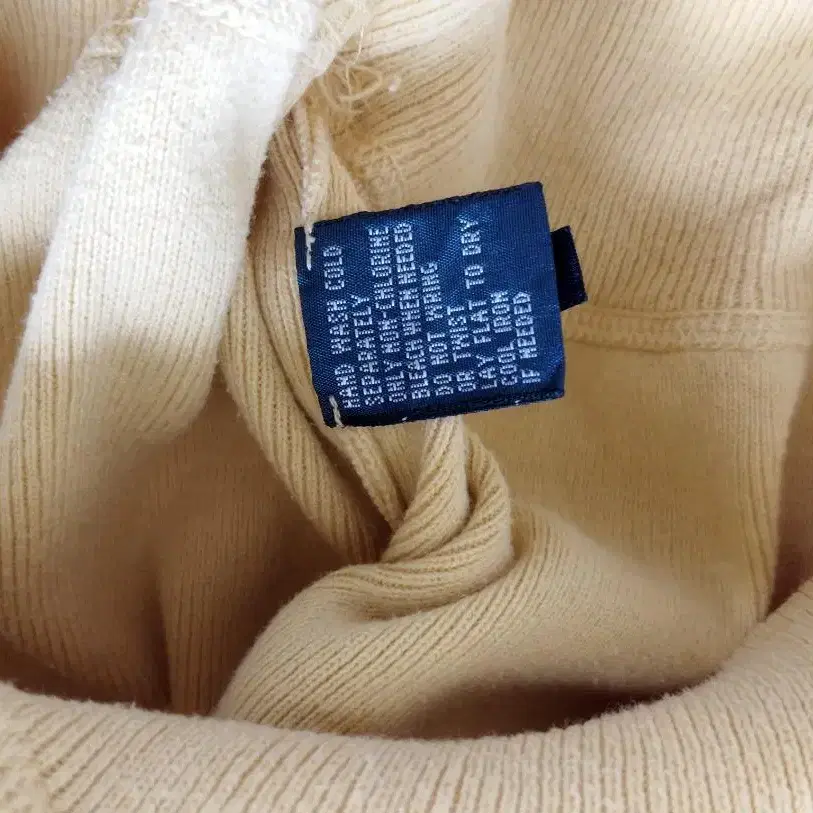 HAND WASH COLD
SEPARATELY
ONLY NON-CHLORINE
BLEACH WHEN NEEDED
DO NOT WRING
OR TWIST
LAY FLAT TO DRY
COOL IRON
IF NEEDED